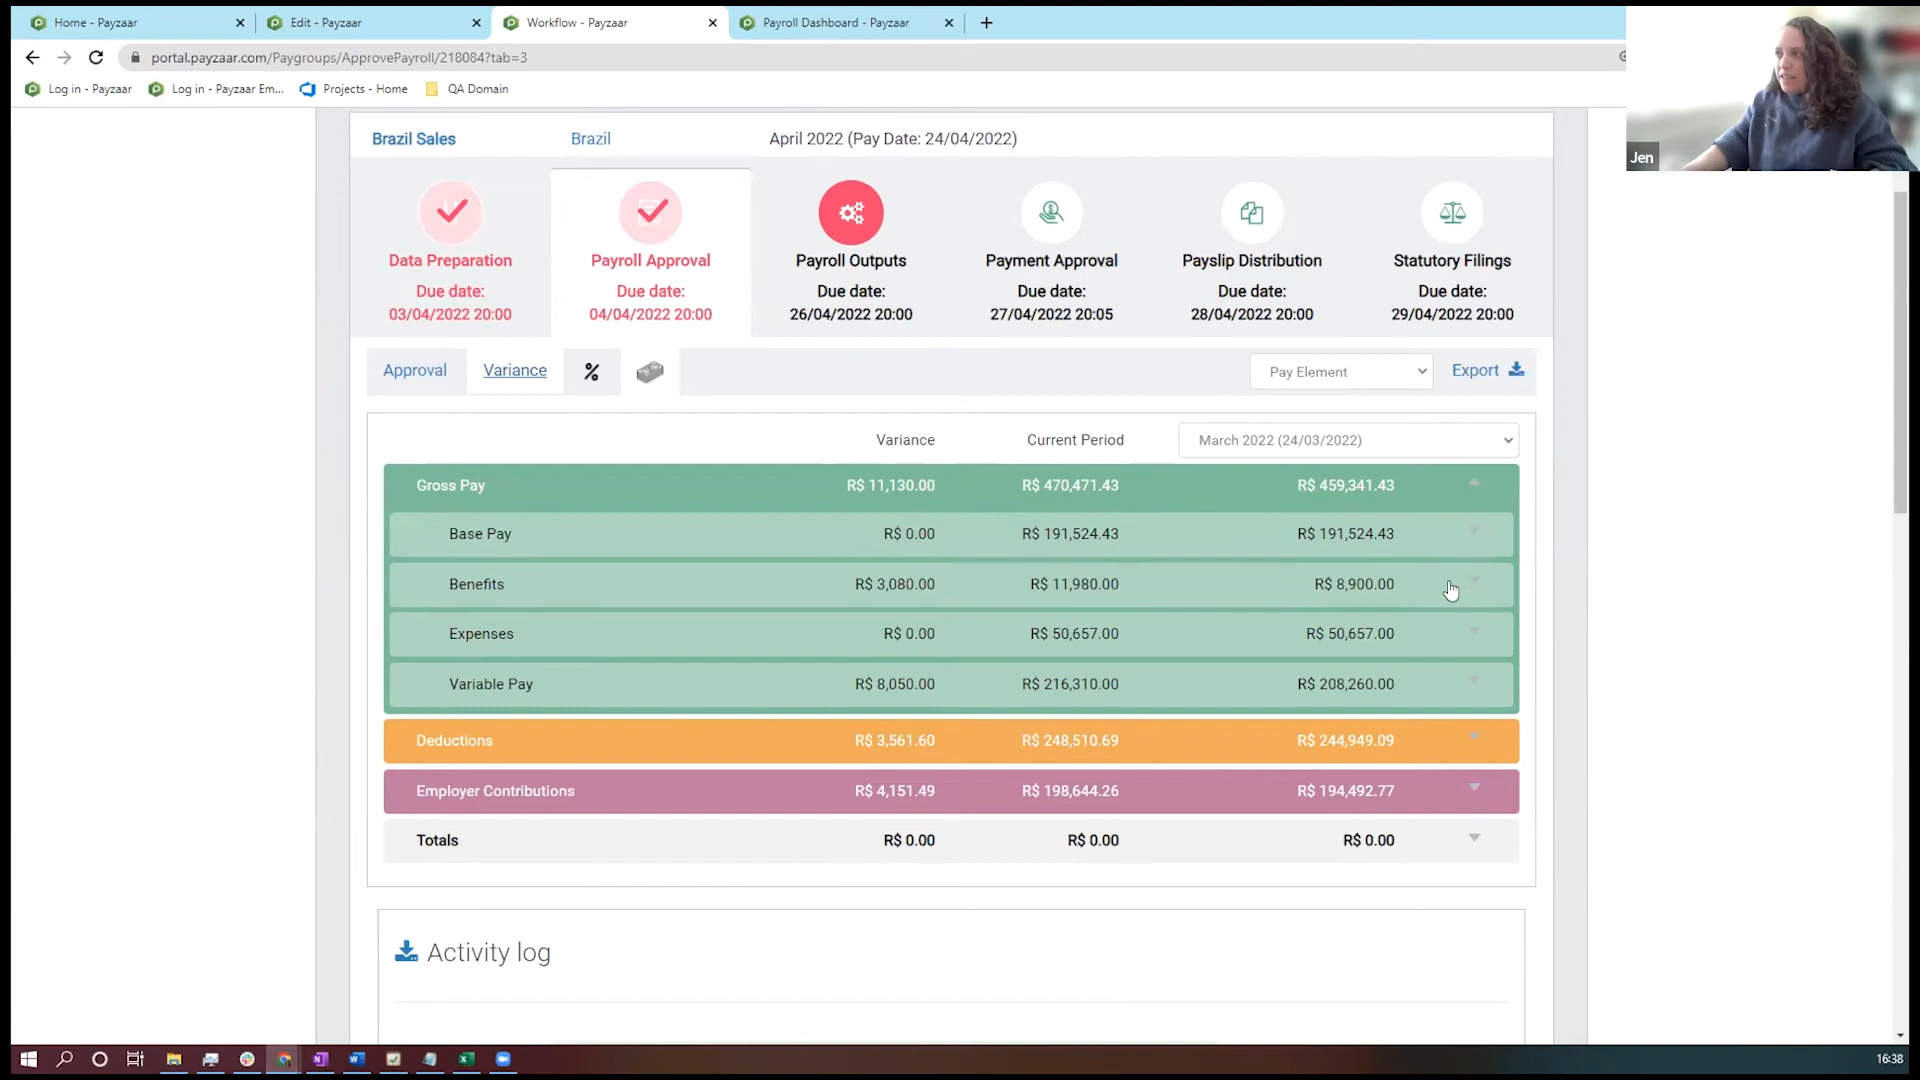 Home - Payzaar
Edit - Payzaar
Workflow - Payzaar
Payroll Dashboard - Payzaar
portal.payzaar.com/Paygroups/ApprovePayroll/218084?tab=3
Log in - Payzaar
Log in - Payzaar Em...
Projects - Home
QA Domain
Jen
Brazil Sales
Brazil
April 2022 (Pay Date: 24/04/2022)
Data Preparation
Due date:
03/04/2022 20:00
Payroll Approval
Due date:
04/04/2022 20:00
Payroll Outputs
Due date:
26/04/2022 20:00
Payment Approval
Due date:
27/04/2022 20:05
Payslip Distribution
Due date:
28/04/2022 20:00
Statutory Filings
Due date:
29/04/2022 20:00
Approval
Variance
%
Pay Element
Export
Variance
Current Period
March 2022 (24/03/2022)
Gross Pay R$ 11,130.00 R$ 470,471.43 R$ 459,341.43
Base Pay R$ 0.00 R$ 191,524.43 R$ 191,524.43
Benefits R$ 3,080.00 R$ 11,980.00 R$ 8,900.00
Expenses R$ 0.00 R$ 50,657.00 R$ 50,657.00
Variable Pay R$ 8,050.00 R$ 216,310.00 R$ 208,260.00
Deductions R$ 3,561.60 R$ 248,510.69 R$ 244,949.09
Employer Contributions R$ 4,151.49 R$ 198,644.26 R$ 194,492.77
Totals R$ 0.00 R$ 0.00 R$ 0.00
Activity log
16:38